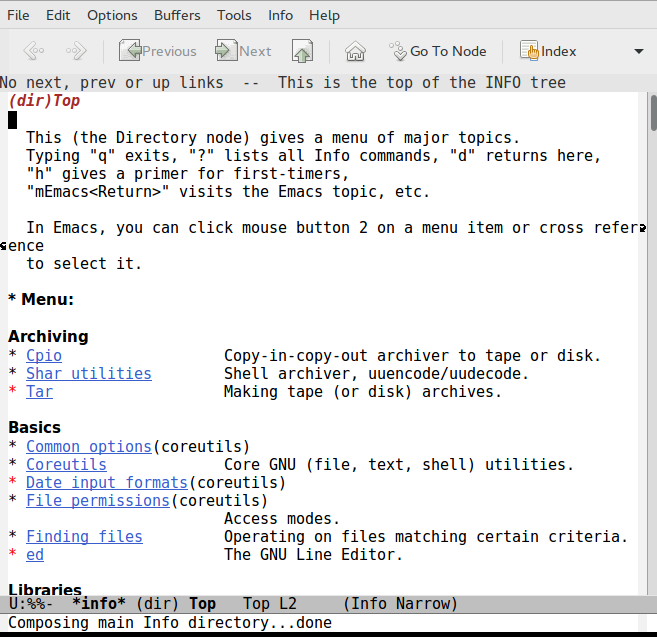 File Edit Options Buffers Tools Info Help
Previous Next Go To Node Index
No next, prev or up links -- This is the top of the INFO tree
(dir)Top
This (the Directory node) gives a menu of major topics.
Typing "q" exits, "?" lists all Info commands, "d" returns here,
"h" gives a primer for first-timers,
"mEmacs<Return>" visits the Emacs topic, etc.
In Emacs, you can click mouse button 2 on a menu item or cross refer
ence
to select it.
* Menu:
Archiving
* Cpio Copy-in-copy-out archiver to tape or disk.
* Shar utilities Shell archiver, uuencode/uudecode.
* Tar Making tape (or disk) archives.
Basics
* Common options(coreutils)
* Coreutils Core GNU (file, text, shell) utilities.
* Date input formats(coreutils)
* File permissions(coreutils)
Access modes.
* Finding files Operating on files matching certain criteria.
* ed The GNU Line Editor.
Libraries
U:%%- *info* (dir) Top Top L2 (Info Narrow)
Composing main Info directory...done